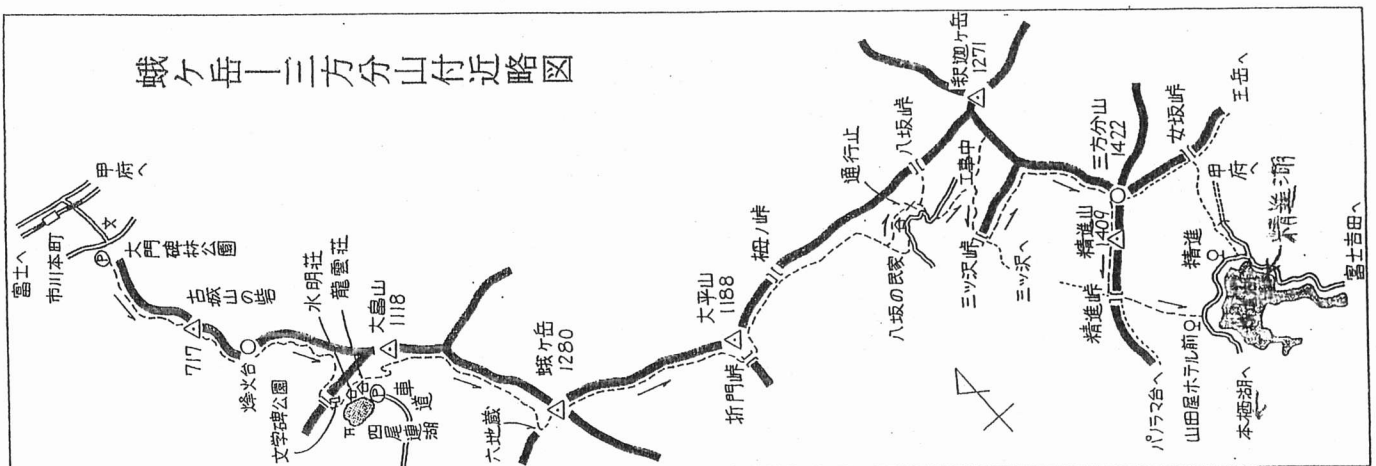 蛾ケ岳―三方分山付近略図
富士へ
甲府へ
市川本町
文
P
大門碑林公園
古城山の砦
717
烽火台
水明荘
龍雲荘
大畠山
1118
文字碑公園
P
車道
四尾連湖
六地蔵
蛾ケ岳
1280
折門峠
大平山
1188
栂ノ峠
通行止
八坂峠
釈迦ヶ岳
1271
工事中
八坂の民家
三ッ沢峠
三ッ沢へ
三方分山
1422
女坂峠
王岳へ
精進山
1409
精進峠
パノラマ台へ
甲府へ
精進
精進湖
山田屋ホテル前
本栖湖へ
富士吉田へ